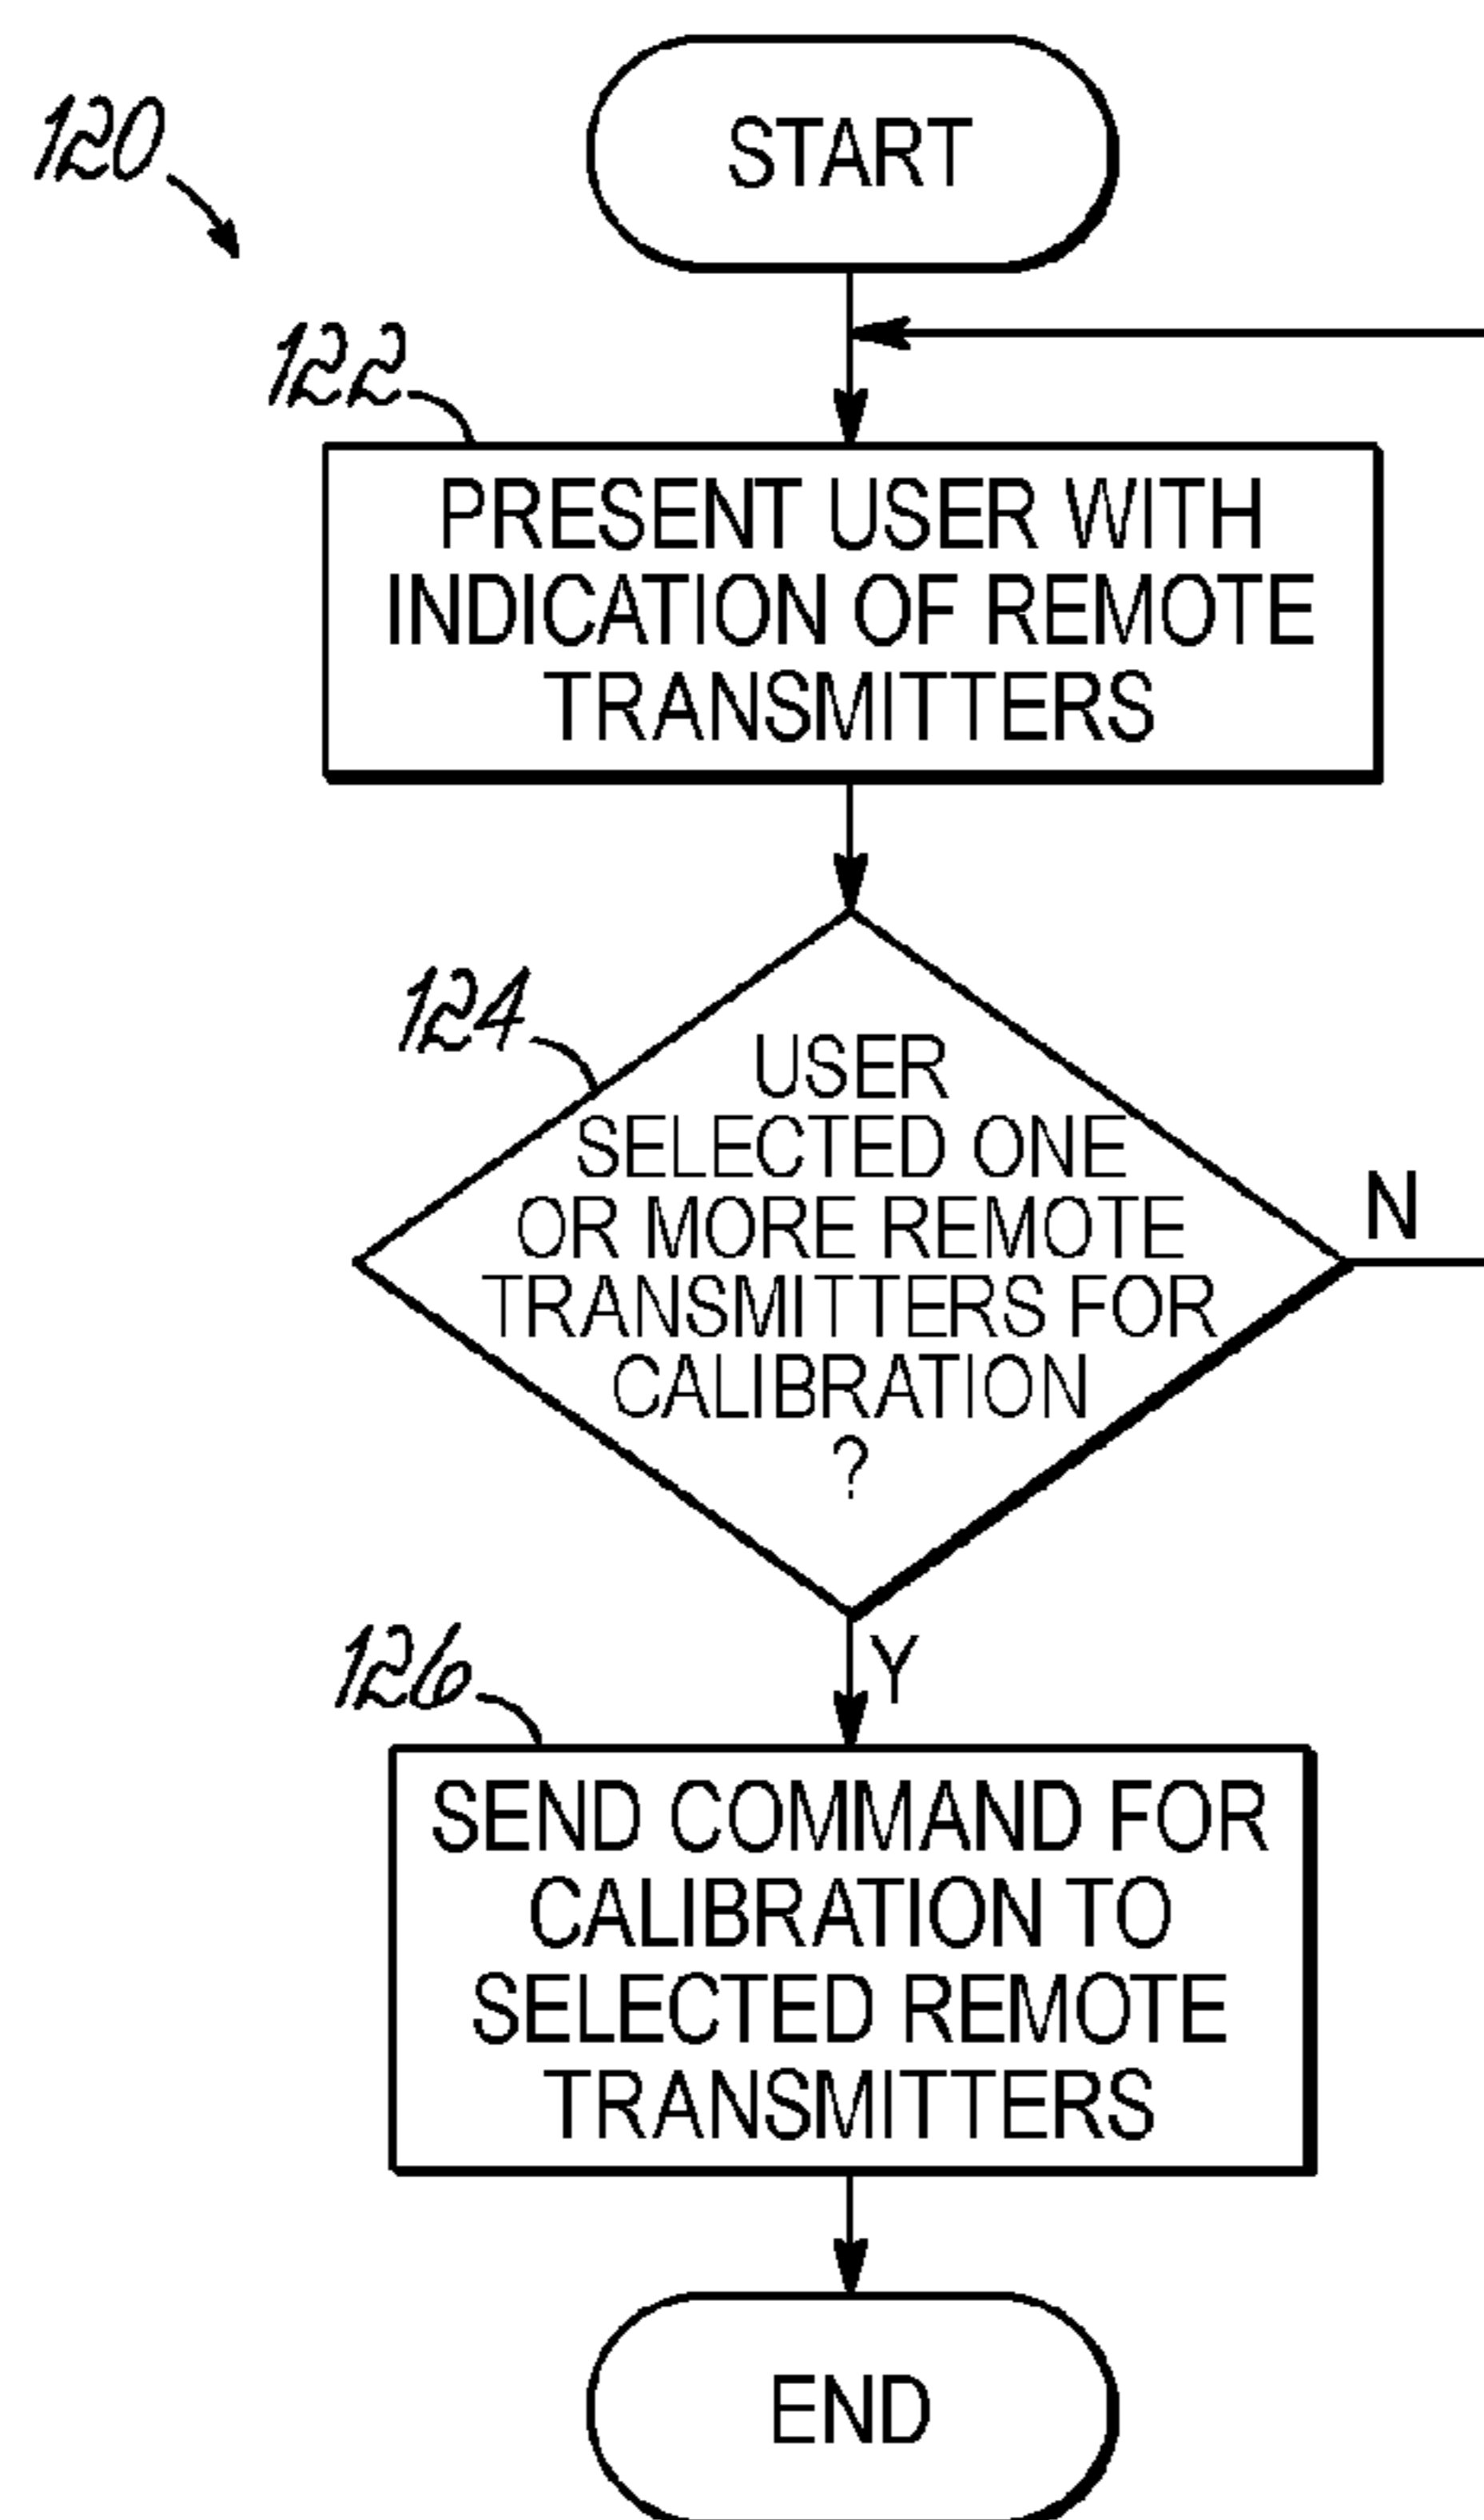 120
START
122
PRESENT USER WITH
INDICATION OF REMOTE
TRANSMITTERS
124
USER
SELECTED ONE
OR MORE REMOTE
TRANSMITTERS FOR
CALIBRATION
?
N
Y
126
SEND COMMAND FOR
CALIBRATION TO
SELECTED REMOTE
TRANSMITTERS
END